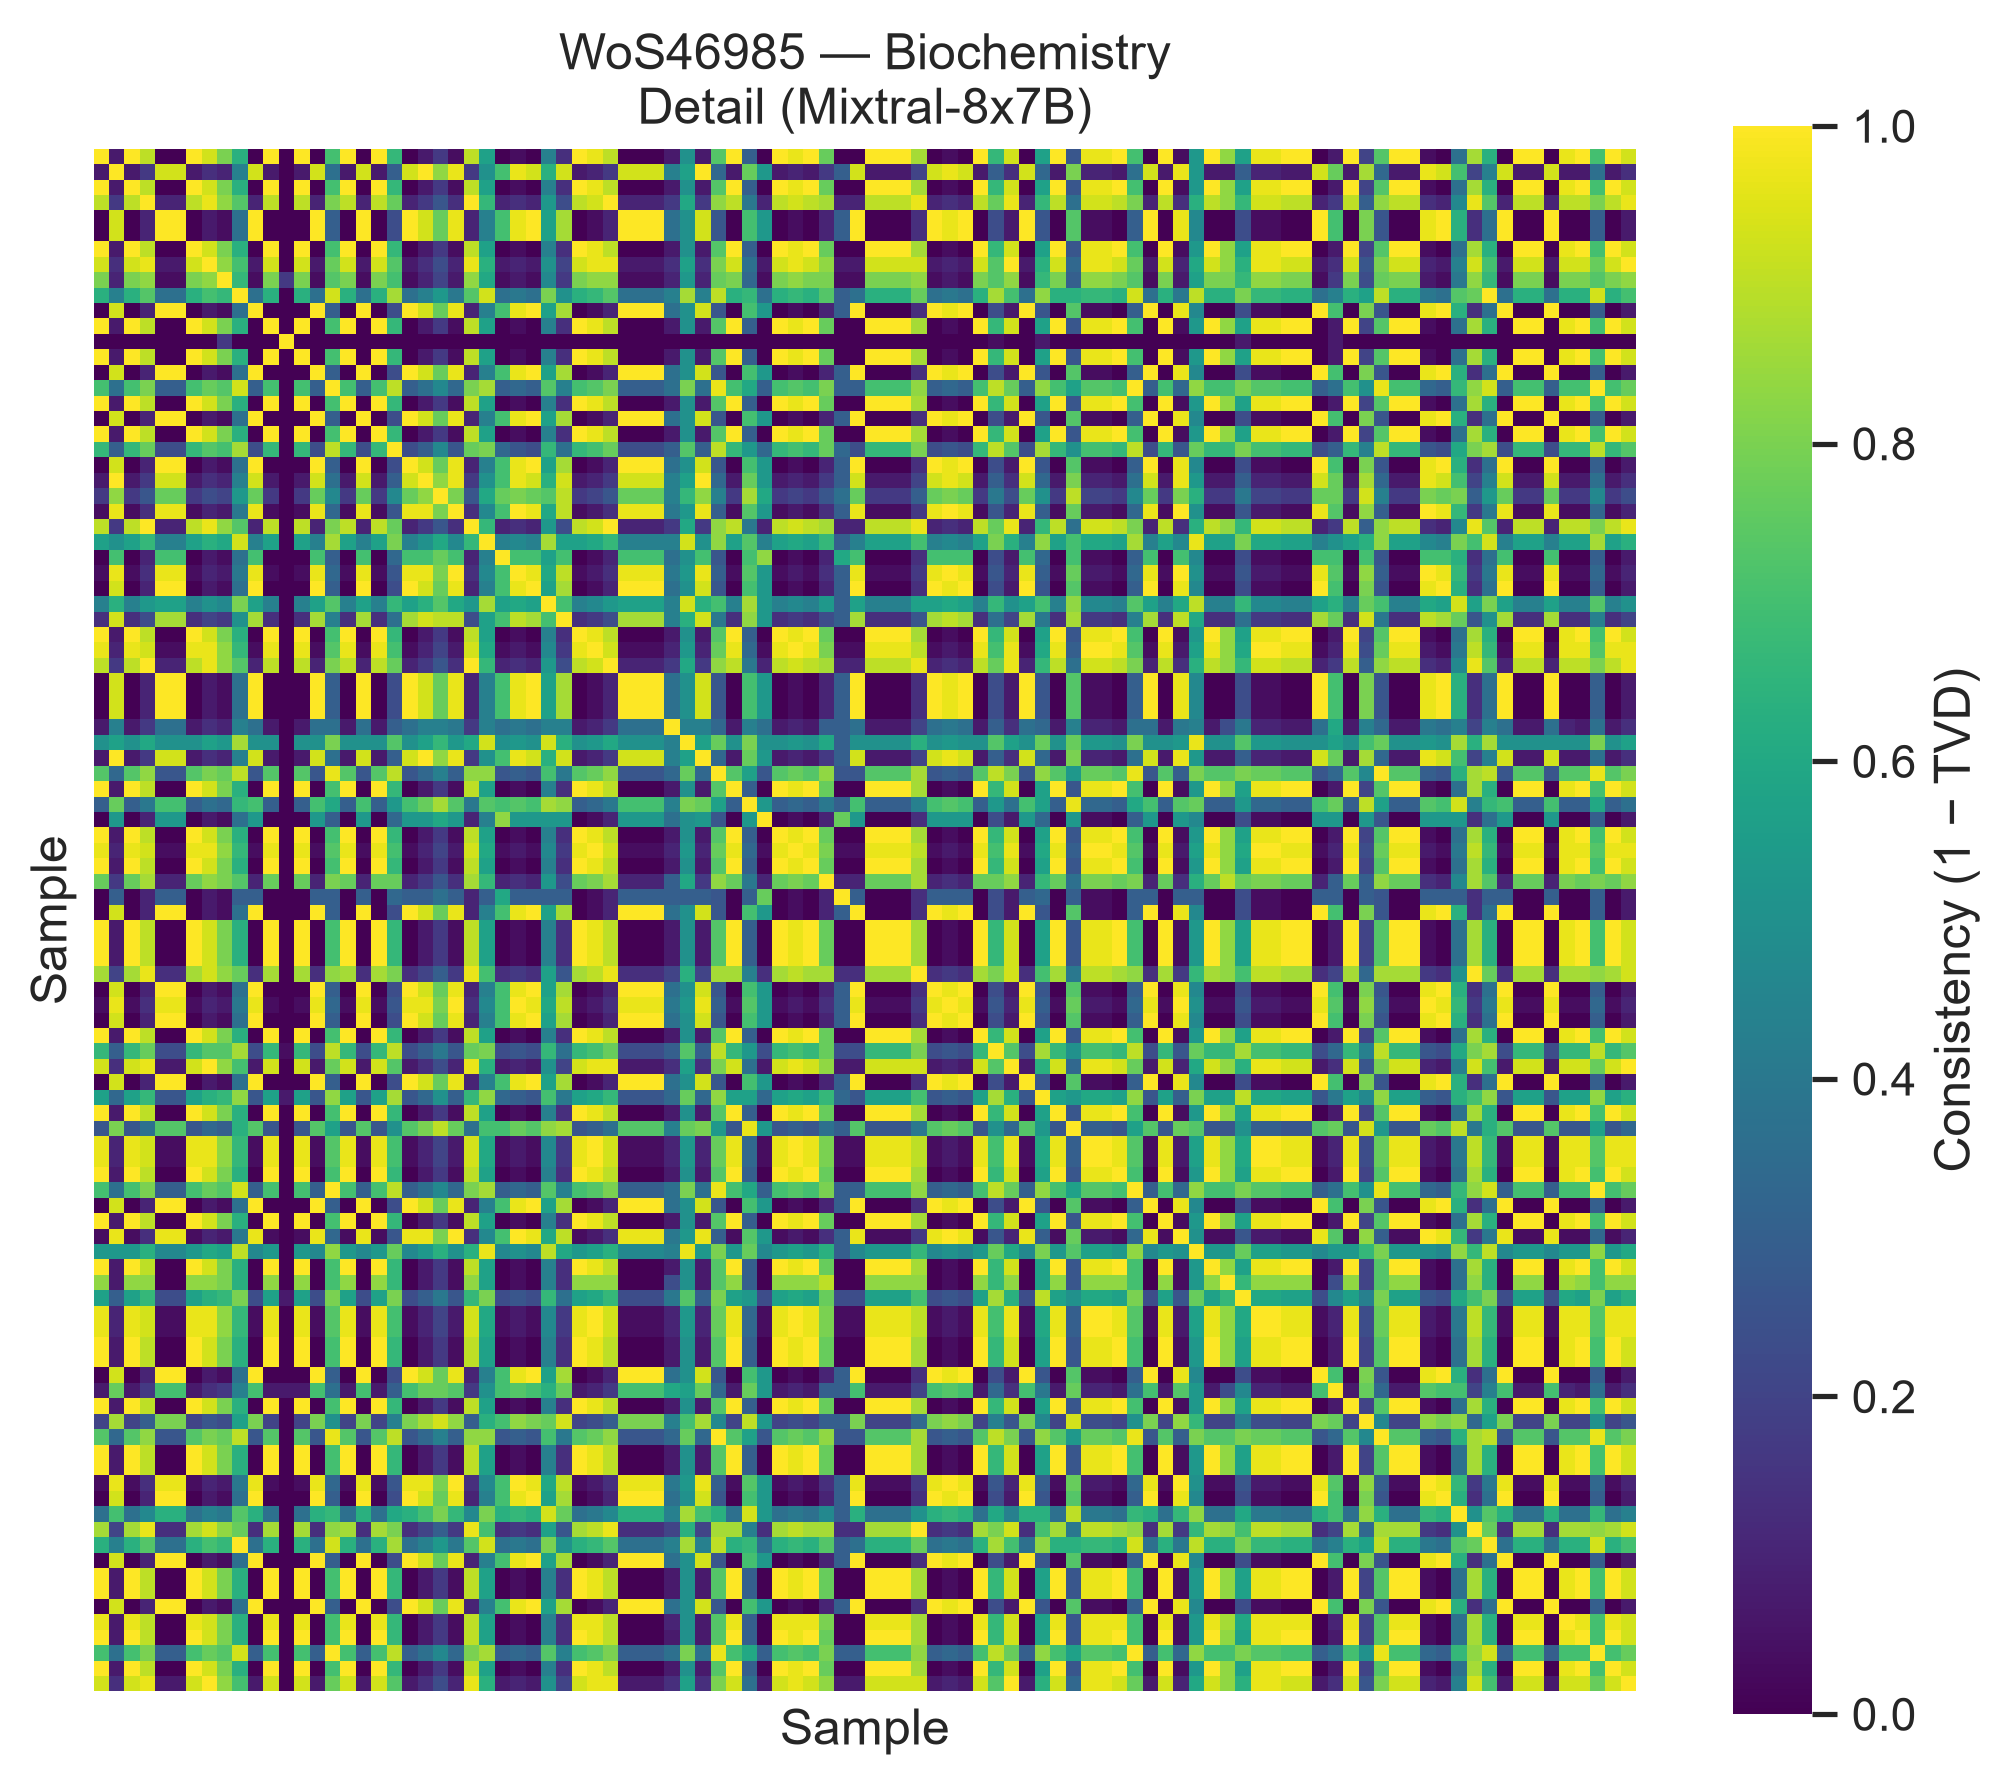 WoS46985 — Biochemistry
Detail (Mixtral-8x7B)
1.0
0.8
0.6
0.4
0.2
0.0
Consistency (1 − TVD)
Sample
Sample